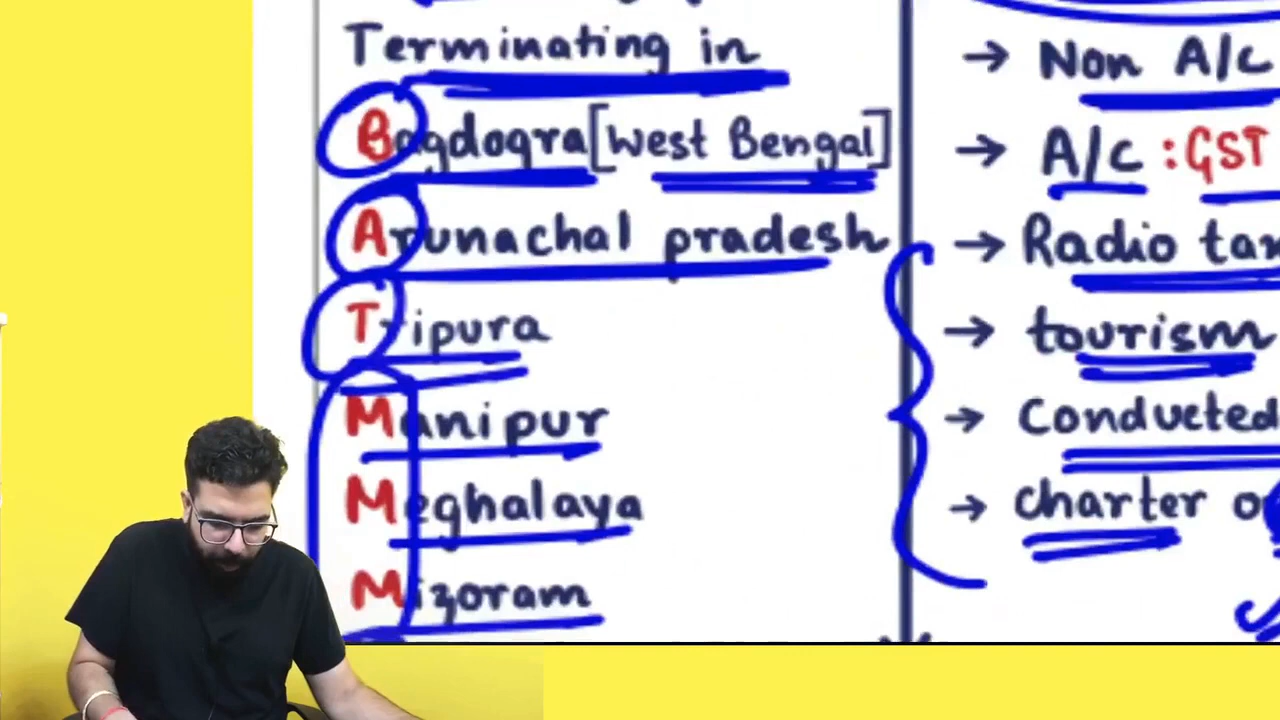 Terminating in
Bagdogra [West Bengal]
Arunachal pradesh
Tripura
Manipur
Meghalaya
Mizoram
→ Non A/c
→ A/c : GST
→ Radio
→ tourism
→ Conducted
→ charter